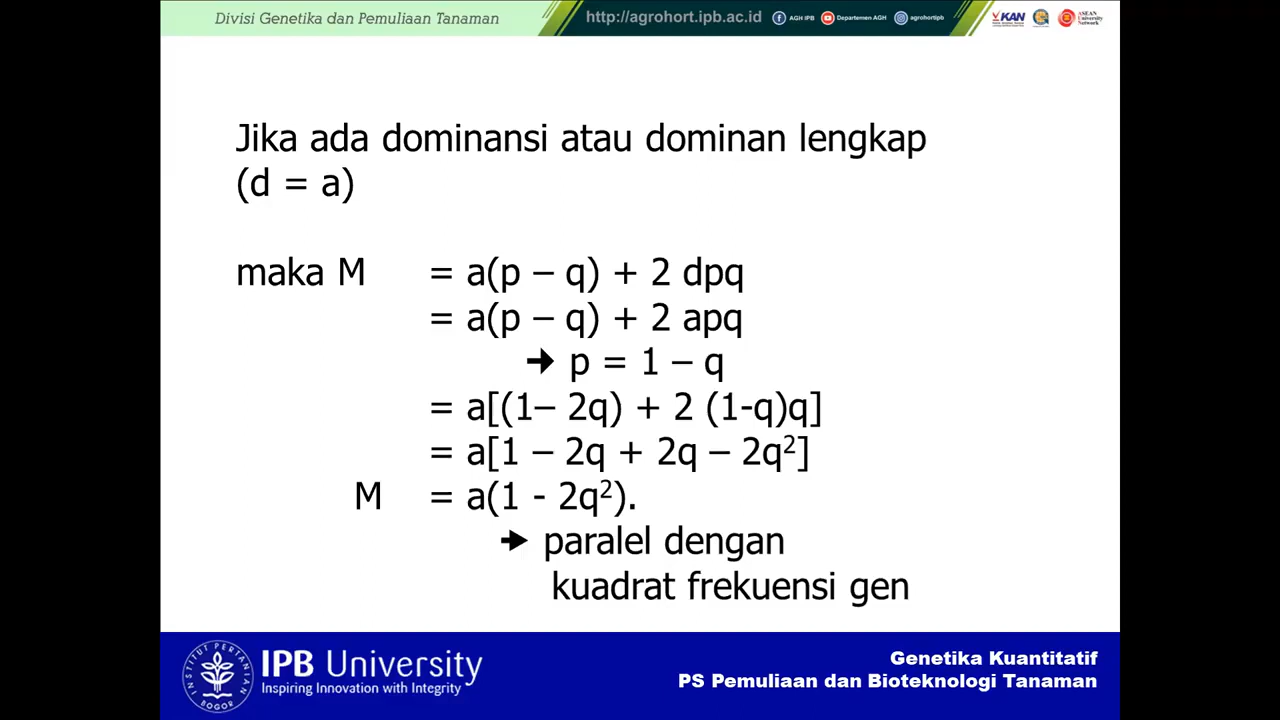 Divisi Genetika dan Pemuliaan Tanaman
http://agrohort.ipb.ac.id
AGH IPB
Departemen AGH
agrohortipb
KAN
ASEAN
University
Network
Jika ada dominansi atau dominan lengkap
(d = a)
maka M = a(p – q) + 2 dpq
= a(p – q) + 2 apq
➔ p = 1 – q
= a[(1– 2q) + 2 (1-q)q]
= a[1 – 2q + 2q – 2q²]
M = a(1 - 2q²).
➔ paralel dengan
kuadrat frekuensi gen
INSTITUT PERTANIAN
BOGOR
IPB University
Inspiring Innovation with Integrity
Genetika Kuantitatif
PS Pemuliaan dan Bioteknologi Tanaman